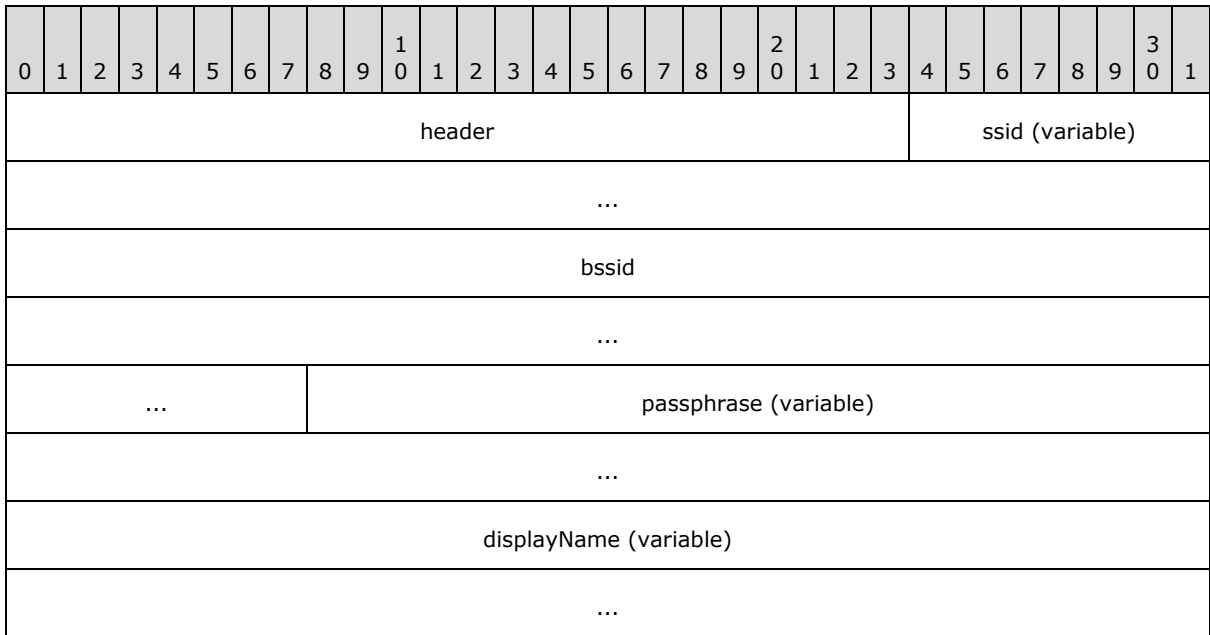 0 1 2 3 4 5 6 7 8 9 1 0 1 2 3 4 5 6 7 8 9 2 0 1 2 3 4 5 6 7 8 9 3 0 1
header ssid (variable)
...
bssid
...
... passphrase (variable)
...
displayName (variable)
...